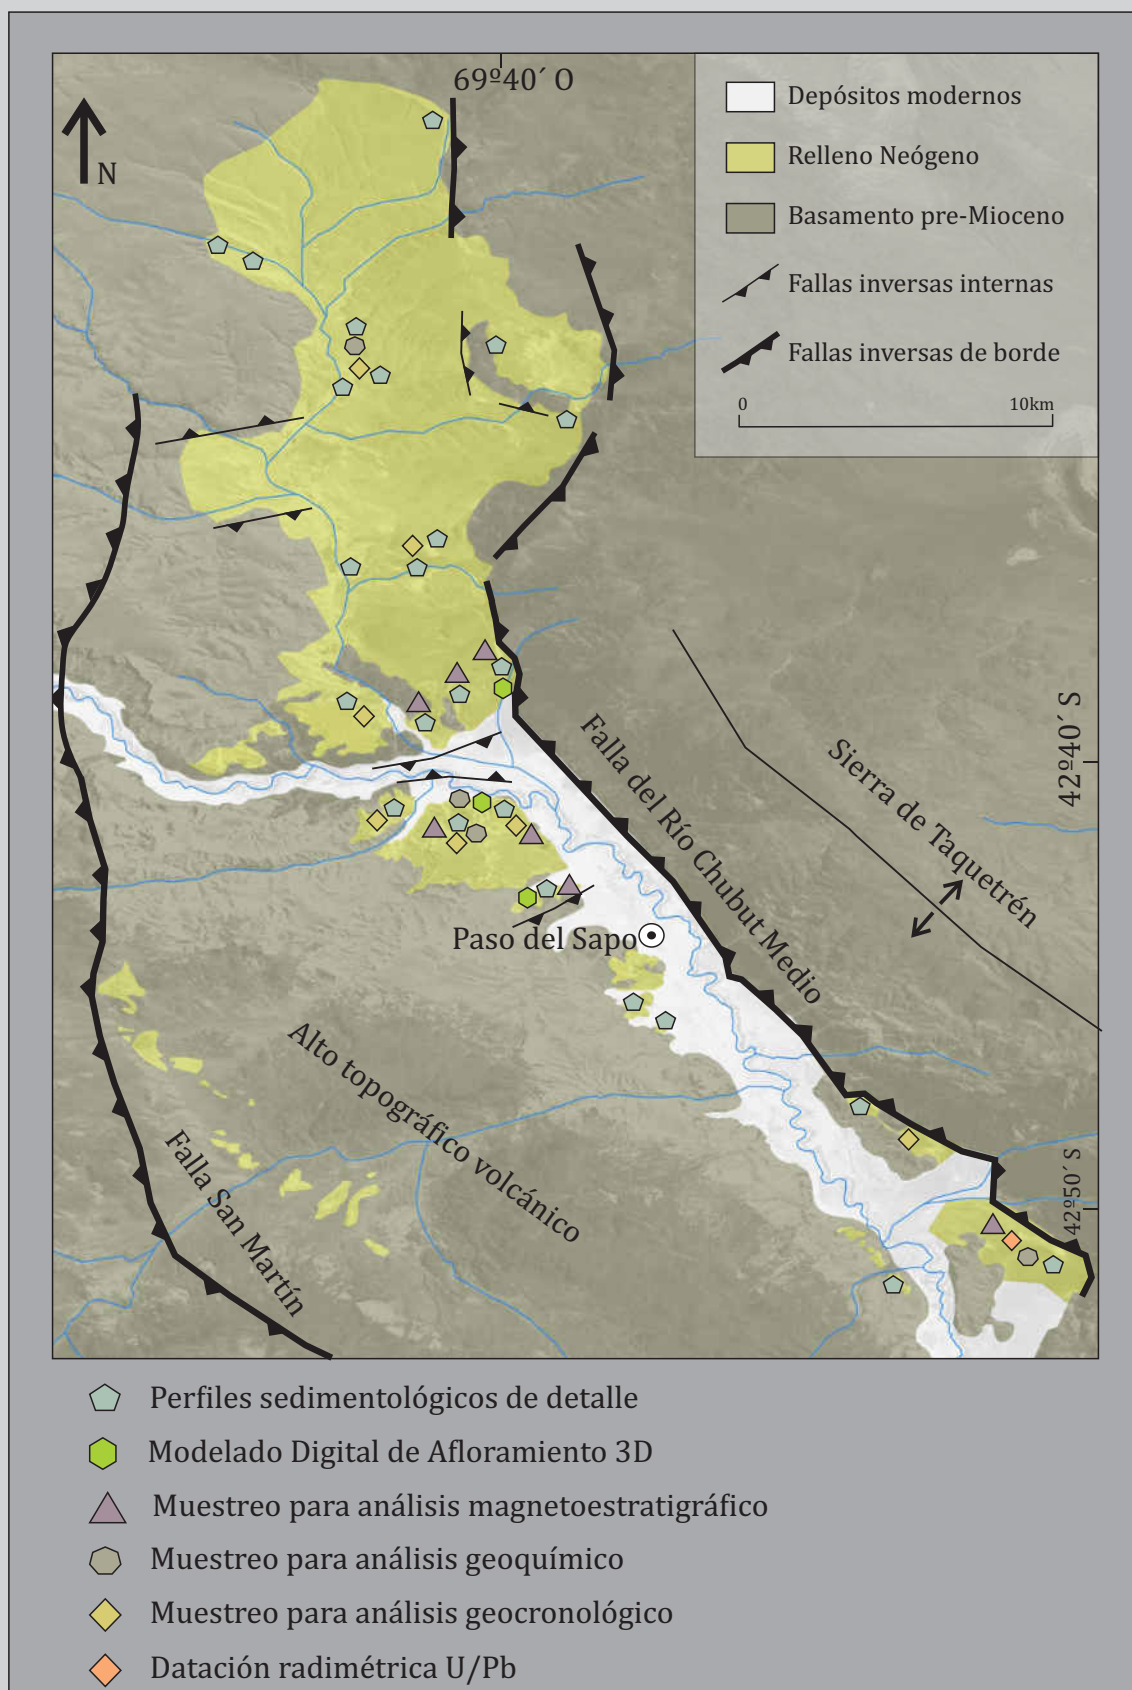 69º40´ O
N
Depósitos modernos
Relleno Neógeno
Basamento pre-Mioceno
Fallas inversas internas
Fallas inversas de borde
0 10km
42º40´ S
Falla del Río Chubut Medio
Sierra de Taquetrén
Paso del Sapo
Alto topográfico volcánico
Falla San Martín
42º50´ S
Perfiles sedimentológicos de detalle
Modelado Digital de Afloramiento 3D
Muestreo para análisis magnetoestratigráfico
Muestreo para análisis geoquímico
Muestreo para análisis geocronológico
Datación radimétrica U/Pb